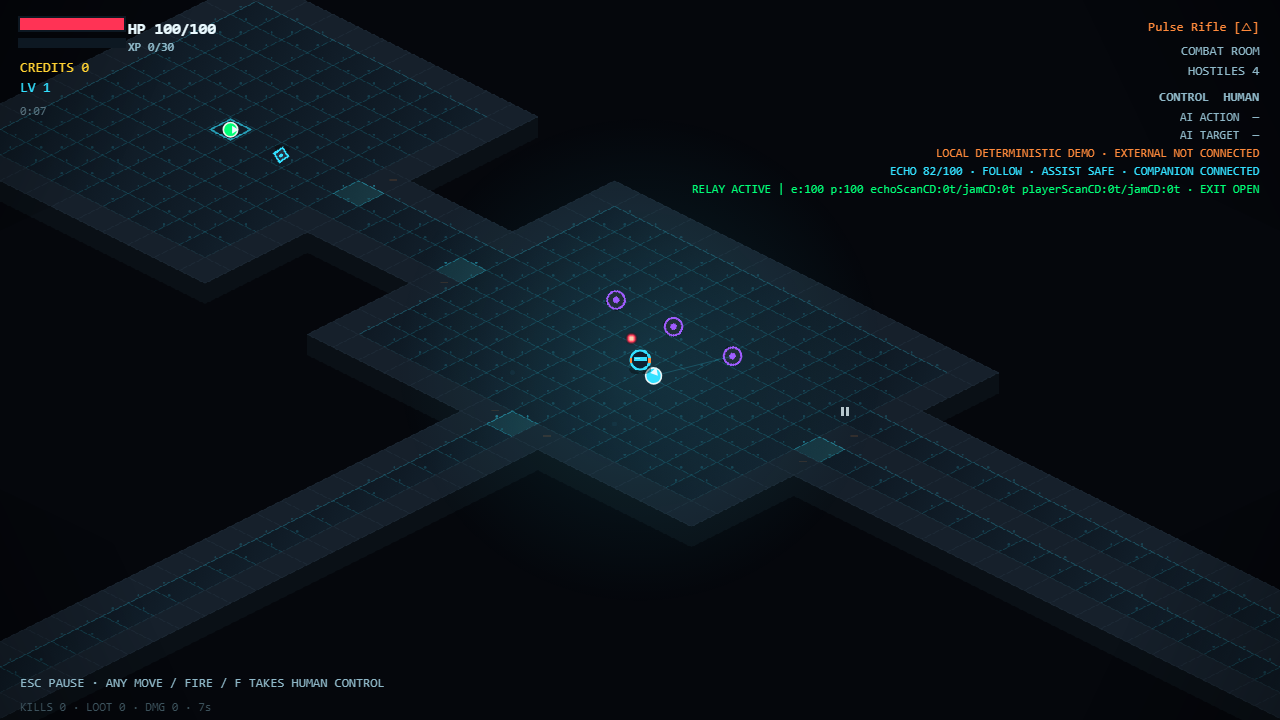 HP 100/100
XP 0/30
CREDITS 0
LV 1
0:07
Pulse Rifle [△]
COMBAT ROOM
HOSTILES 4
CONTROL HUMAN
AI ACTION —
AI TARGET —
LOCAL DETERMINISTIC DEMO · EXTERNAL NOT CONNECTED
ECHO 82/100 · FOLLOW · ASSIST SAFE · COMPANION CONNECTED
RELAY ACTIVE | e:100 p:100 echoScanCD:0t/jamCD:0t playerScanCD:0t/jamCD:0t · EXIT OPEN
ESC PAUSE · ANY MOVE / FIRE / F TAKES HUMAN CONTROL
KILLS 0 · LOOT 0 · DMG 0 · 7s